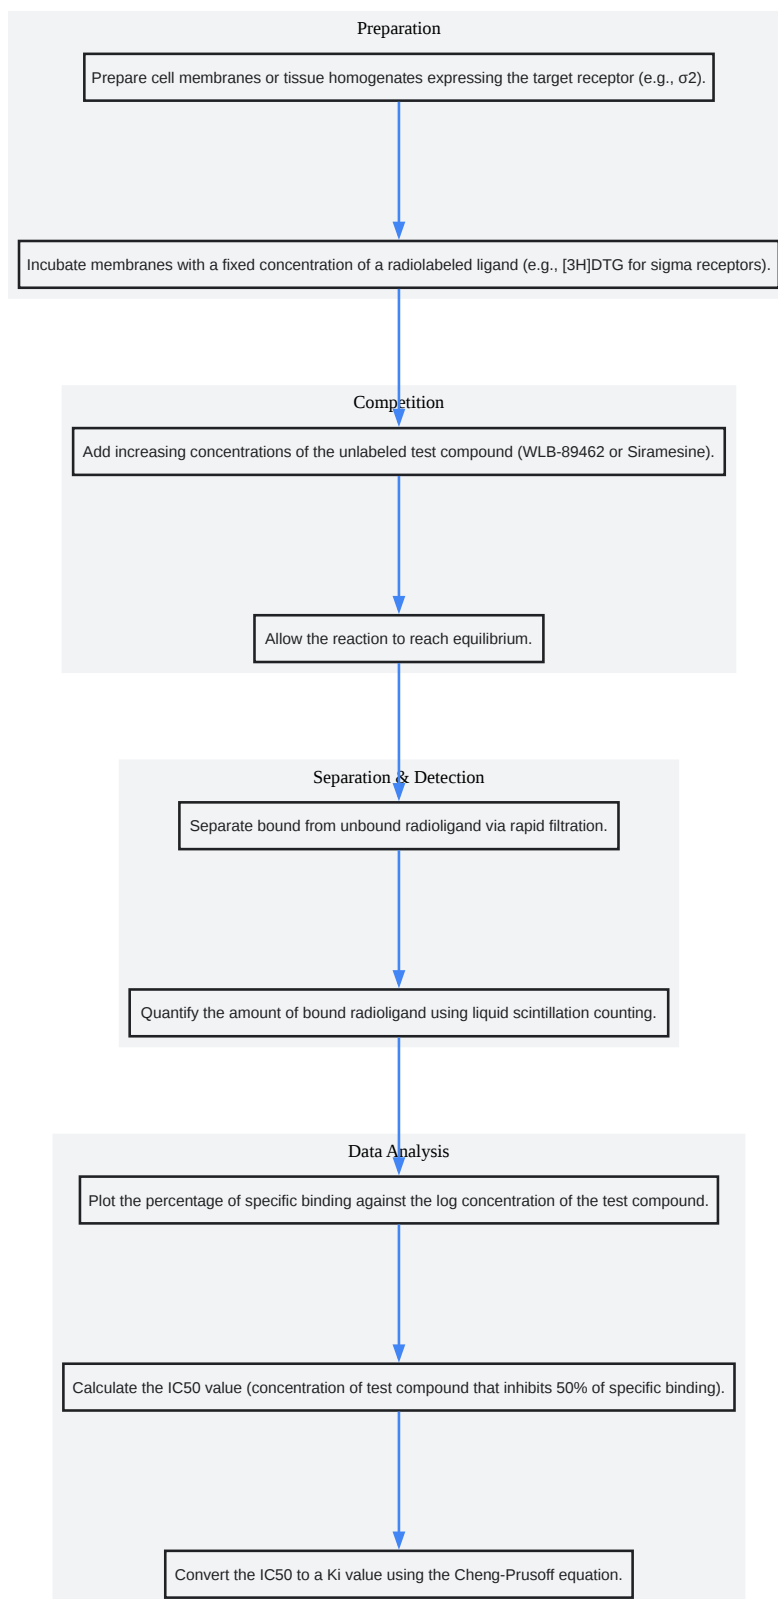 Preparation
Prepare cell membranes or tissue homogenates expressing the target receptor (e.g., σ2).
Incubate membranes with a fixed concentration of a radiolabeled ligand (e.g., [3H]DTG for sigma receptors).
Competition
Add increasing concentrations of the unlabeled test compound (WLB-89462 or Siramesine).
Allow the reaction to reach equilibrium.
Separation & Detection
Separate bound from unbound radioligand via rapid filtration.
Quantify the amount of bound radioligand using liquid scintillation counting.
Data Analysis
Plot the percentage of specific binding against the log concentration of the test compound.
Calculate the IC50 value (concentration of test compound that inhibits 50% of specific binding).
Convert the IC50 to a Ki value using the Cheng-Prusoff equation.